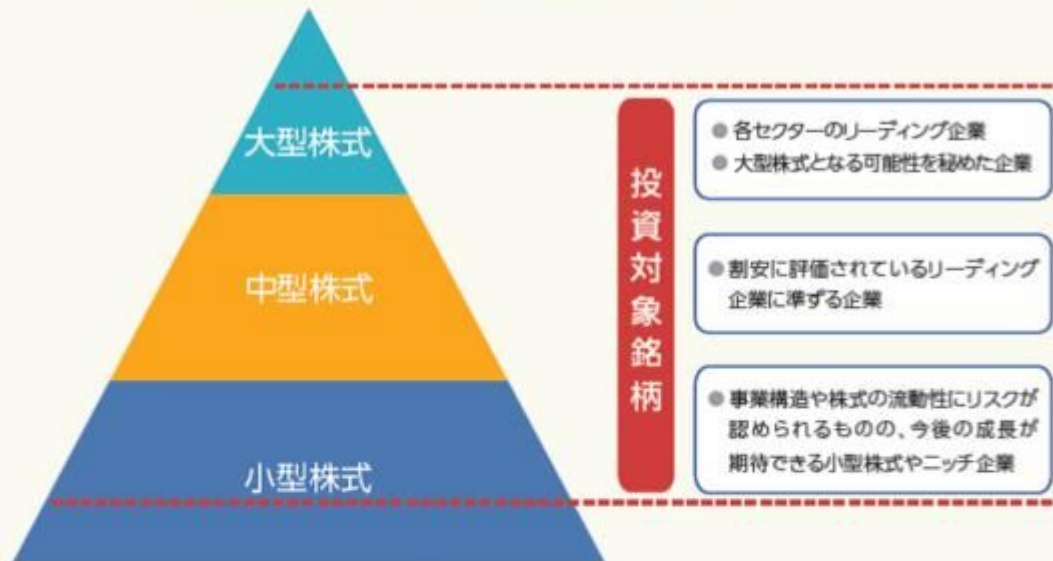 大型株式
中型株式
小型株式
投資対象銘柄
● 各セクターのリーディング企業
● 大型株式となる可能性を秘めた企業
● 割安に評価されているリーディング
企業に準ずる企業
● 事業構造や株式の流動性にリスクが
認められるものの、今後の成長が
期待できる小型株式やニッチ企業